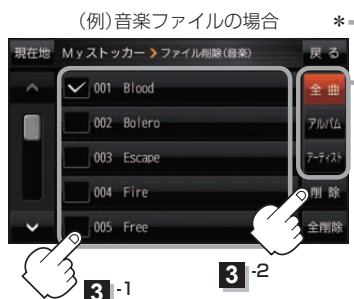 (例)音楽ファイルの場合
*
現在地 Myストッカー ファイル削除(音楽) 戻る
001 Blood
全曲
002 Bolero
アルバム
003 Escape
アーティスト
004 Fire
削除
005 Free
全削除
3-1
3-2